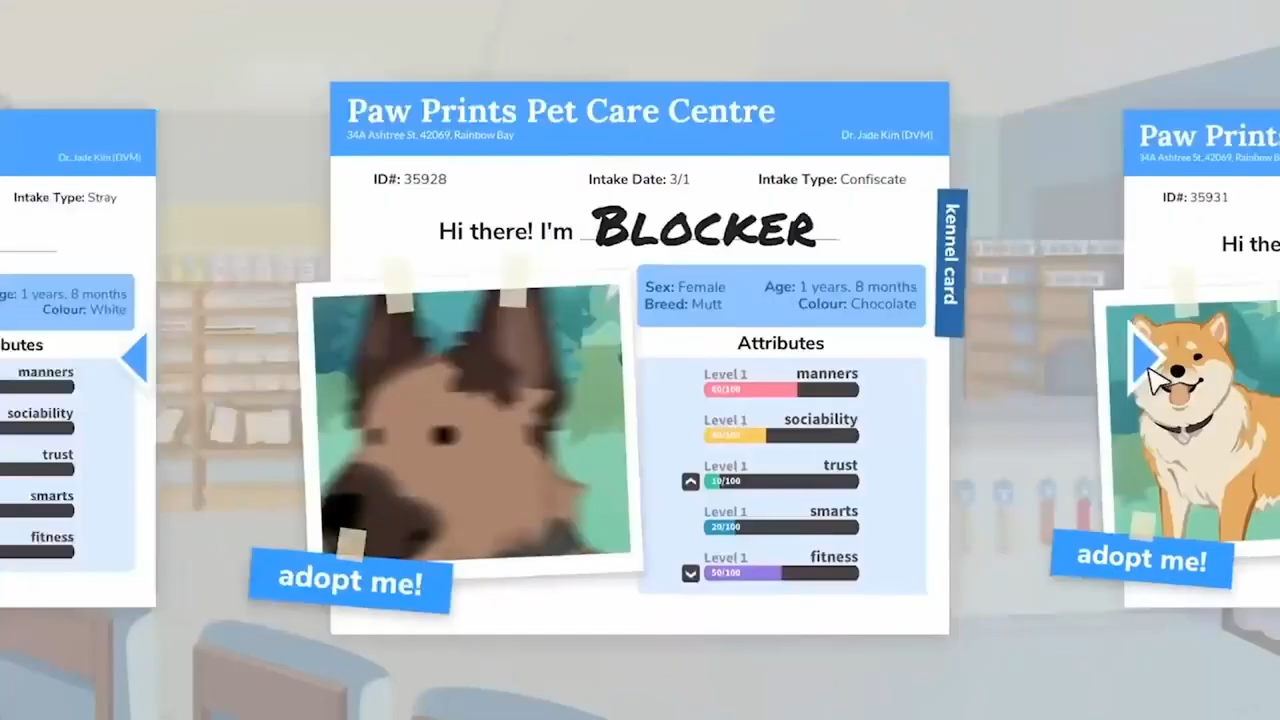 Dr. Jade Kim (DVM)
Intake Type: Stray
ge: 1 years, 8 months
Colour: White
butes
manners
sociability
trust
smarts
fitness
Paw Prints Pet Care Centre
34A Ashtree St, 42069, Rainbow Bay
Dr. Jade Kim (DVM)
ID#: 35928
Intake Date: 3/1
Intake Type: Confiscate
Hi there! I'm BLOCKER
kennel card
Sex: Female
Age: 1 years, 8 months
Breed: Mutt
Colour: Chocolate
Attributes
Level 1 manners
60/100
Level 1 sociability
40/100
Level 1 trust
10/100
Level 1 smarts
20/100
Level 1 fitness
50/100
adopt me!
Paw Prints
34A Ashtree St, 42069, Rainbow B
ID#: 35931
Hi the
adopt me!